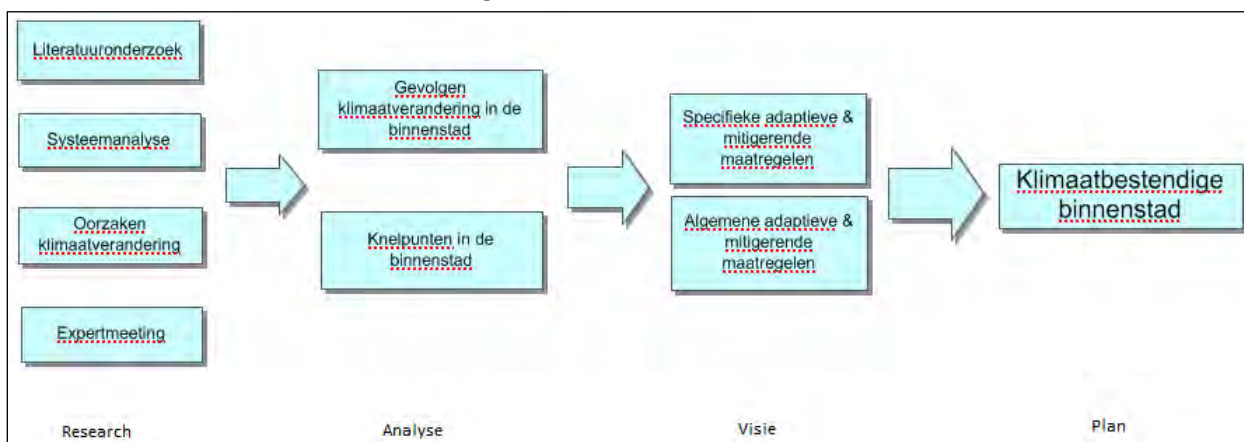 Literatuuronderzoek
Systeemanalyse
Oorzaken
klimaatverandering
Expertmeeting
Research
Gevolgen
klimaatverandering in de
binnenstad
Knelpunten in de
binnenstad
Analyse
Specifieke adaptieve &
mitigerende
maatregelen
Algemene adaptieve &
mitigerende
maatregelen
Visie
Klimaatbestendige
binnenstad
Plan